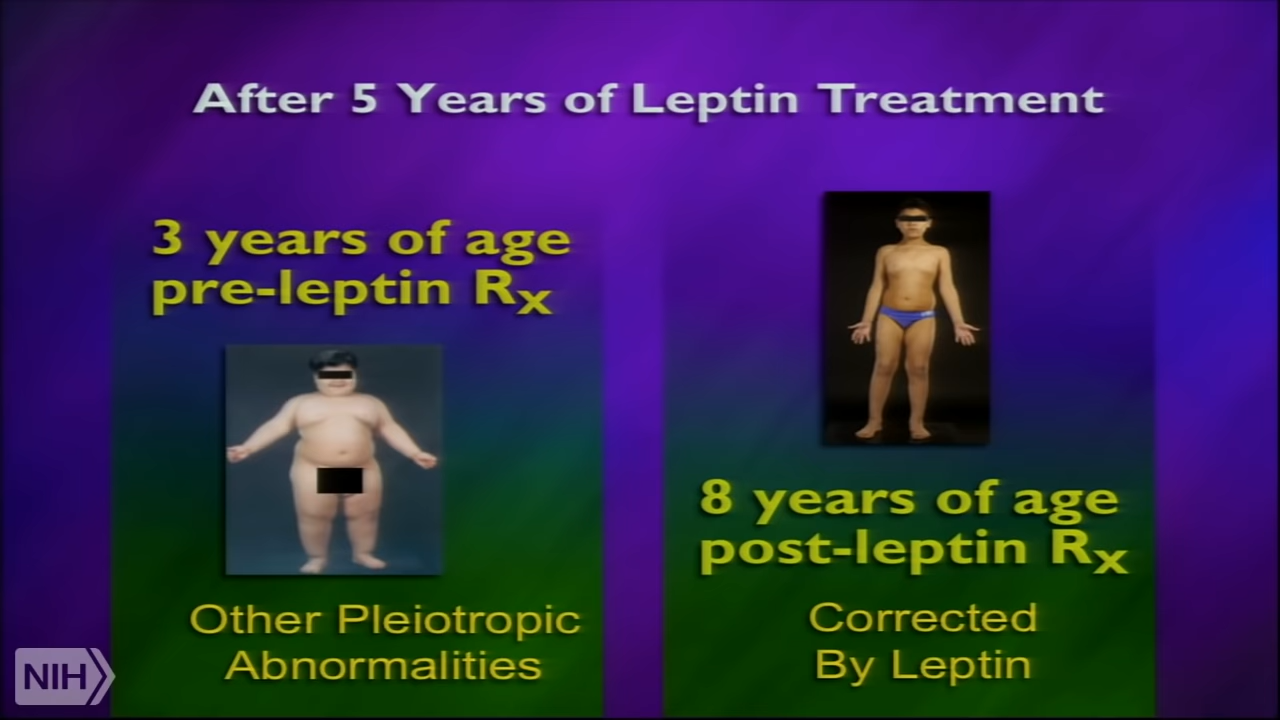 After 5 Years of Leptin Treatment
3 years of age
pre-leptin Rx
Other Pleiotropic
Abnormalities
8 years of age
post-leptin Rx
Corrected
By Leptin
NIH